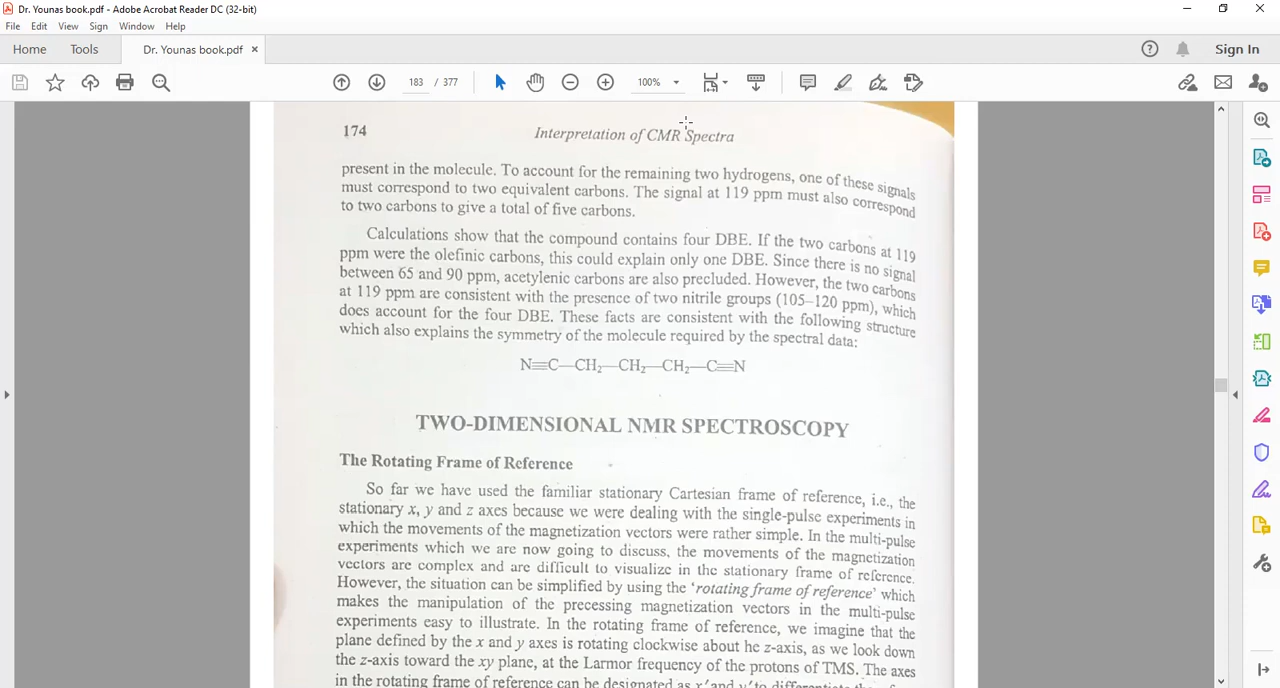 Dr. Younas book.pdf - Adobe Acrobat Reader DC (32-bit)
File Edit View Sign Window Help
Home Tools Dr. Younas book.pdf × Sign In
183 / 377 100%
174 Interpretation of CMR Spectra
present in the molecule. To account for the remaining two hydrogens, one of these signals
must correspond to two equivalent carbons. The signal at 119 ppm must also correspond
to two carbons to give a total of five carbons.
Calculations show that the compound contains four DBE. If the two carbons at 119
ppm were the olefinic carbons, this could explain only one DBE. Since there is no signal
between 65 and 90 ppm, acetylenic carbons are also precluded. However, the two carbons
at 119 ppm are consistent with the presence of two nitrile groups (105–120 ppm), which
does account for the four DBE. These facts are consistent with the following structure
which also explains the symmetry of the molecule required by the spectral data:
N≡C—CH₂—CH₂—CH₂—C≡N
TWO-DIMENSIONAL NMR SPECTROSCOPY
The Rotating Frame of Reference
So far we have used the familiar stationary Cartesian frame of reference, i.e., the
stationary x, y and z axes because we were dealing with the single-pulse experiments in
which the movements of the magnetization vectors were rather simple. In the multi-pulse
experiments which we are now going to discuss, the movements of the magnetization
vectors are complex and are difficult to visualize in the stationary frame of reference.
However, the situation can be simplified by using the ‘rotating frame of reference’ which
makes the manipulation of the precessing magnetization vectors in the multi-pulse
experiments easy to illustrate. In the rotating frame of reference, we imagine that the
plane defined by the x and y axes is rotating clockwise about he z-axis, as we look down
the z-axis toward the xy plane, at the Larmor frequency of the protons of TMS. The axes
in the rotating frame of reference can be designated as x′ and y′ to differentiate